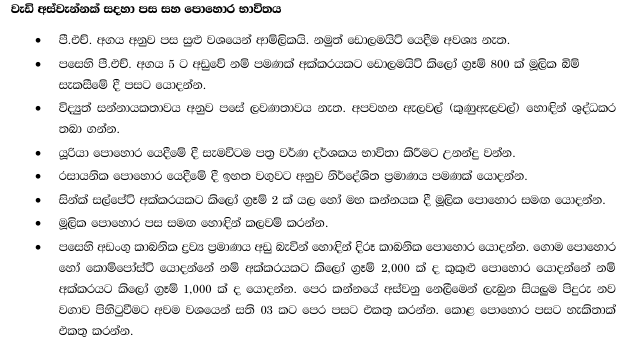 වැඩි අස්වැන්නක් සදහා පස සහ පොහොර භාවිතය
• පී.එච්. අගය අනුව පස සුළු වශයෙන් ආම්ලිකයි. නමුත් ඩොලමයිට් යෙදීම අවශ්‍ය නැත.
• පසෙහි පී.එච්. අගය 5 ට අඩුවේ නම් පමණක් අක්කරයකට ඩොලමයිට් කිලෝ ග්‍රෑම් 800 ක් මූලික බිම්
සැකසීමේ දී පසට යොදන්න.
• විද්‍යුත් සන්නායකතාවය අනුව පසේ ලවණතාවය නැත. අපවහන ඇලවල් (කුණුඇලවල්) හොඳින් ශුද්ධකර
තබා ගන්න.
• යූරියා පොහොර යෙදීමේ දී සැමවිටම පත්‍ර වර්ණ දර්ශකය භාවිතා කිරීමට උනන්දු වන්න.
• රසායනික පොහොර යෙදීමේ දී ඉහත වගුවට අනුව නිර්දේශිත ප්‍රමාණය පමණක් යොදන්න.
• සින්ක් සල්පේට් අක්කරයකට කිලෝ ග්‍රෑම් 2 ක් යල හෝ මහ කන්නයක දී මූලික පොහොර සමඟ යොදන්න.
• මූලික පොහොර පස සමඟ හොඳින් කලවම් කරන්න.
• පසෙහි අඩංගු කාබනික ද්‍රව්‍ය ප්‍රමාණය අඩු බැවින් හොඳින් දිරූ කාබනික පොහොර යොදන්න. ගොම පොහොර
හෝ කොම්පෝස්ට් යොදන්නේ නම් අක්කරයකට කිලෝ ග්‍රෑම් 2,000 ක් ද කුකුළු පොහොර යොදන්නේ නම්
අක්කරයට කිලෝ ග්‍රෑම් 1,000 ක් ද යොදන්න. පෙර කන්නයේ අස්වනු නෙලීමෙන් ලැබුන සියලුම පිදුරු නව
වගාව පිහිටුවීමට අවම වශයෙන් සති 03 කට පෙර පසට එකතු කරන්න. කොළ පොහොර පසට හැකිතාක්
එකතු කරන්න.